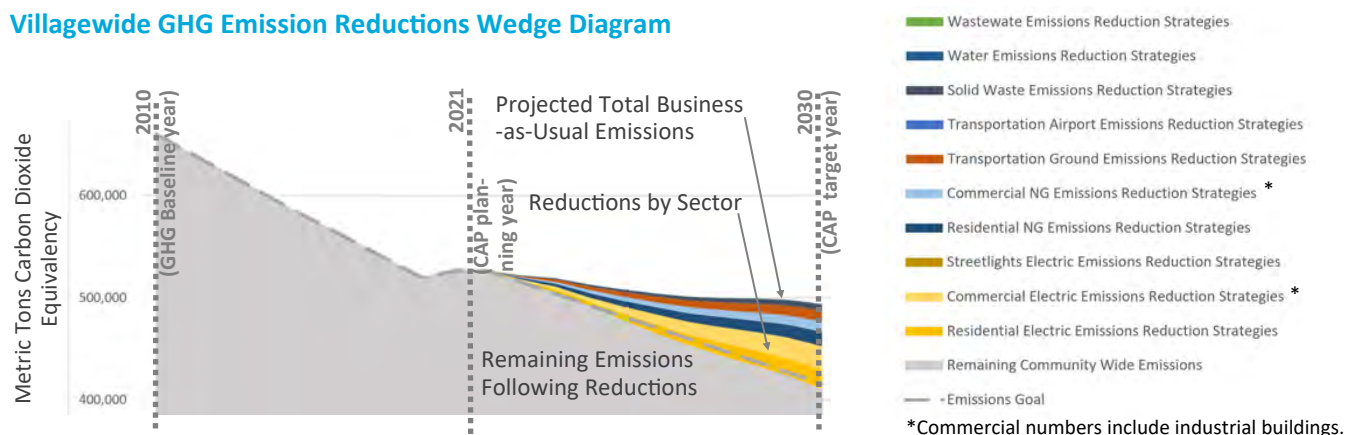 Villagewide GHG Emission Reductions Wedge Diagram
Metric Tons Carbon Dioxide
Equivalency
600,000
500,000
400,000
2010
(GHG Baseline year)
2021
(CAP plan-
ning year)
2030
(CAP target year)
Projected Total Business
-as-Usual Emissions
Reductions by Sector
Remaining Emissions
Following Reductions
Wastewate Emissions Reduction Strategies
Water Emissions Reduction Strategies
Solid Waste Emissions Reduction Strategies
Transportation Airport Emissions Reduction Strategies
Transportation Ground Emissions Reduction Strategies
Commercial NG Emissions Reduction Strategies *
Residential NG Emissions Reduction Strategies
Streetlights Electric Emissions Reduction Strategies
Commercial Electric Emissions Reduction Strategies *
Residential Electric Emissions Reduction Strategies
Remaining Community Wide Emissions
Emissions Goal
*Commercial numbers include industrial buildings.